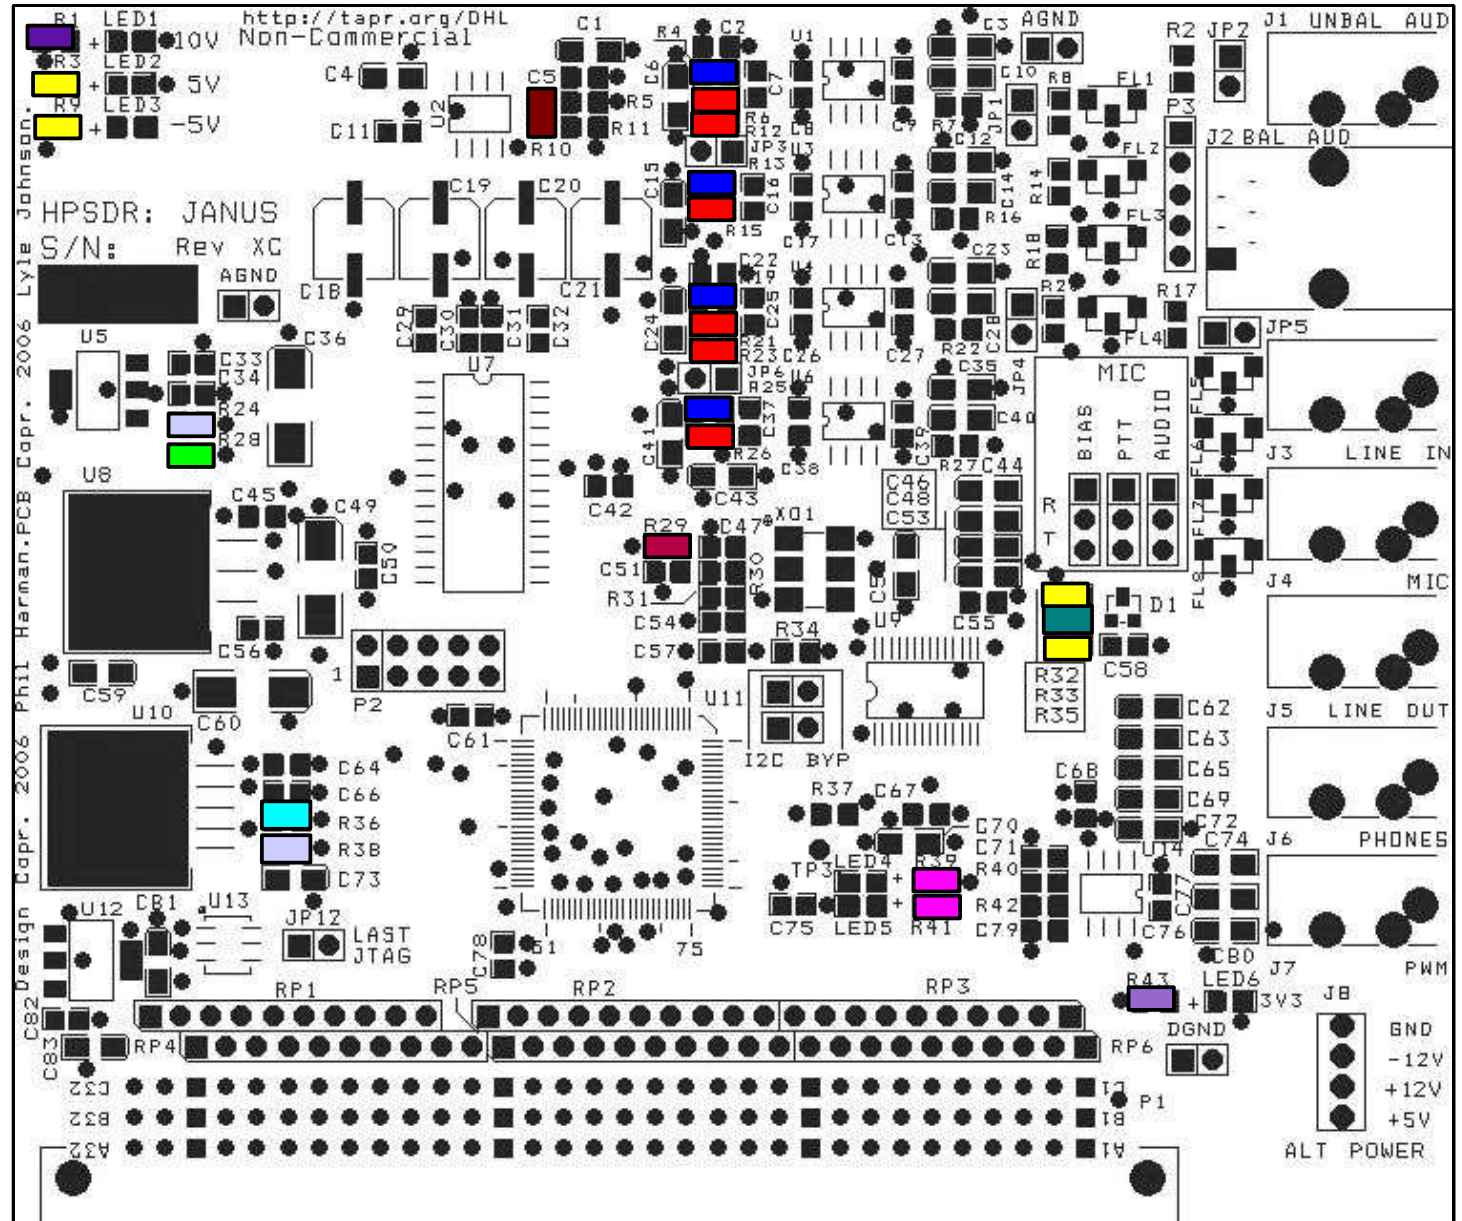 http://tapr.org/OHL
Non-Commercial
R1 LED1
+ 10V
R3 LED2
+ 5V
R9 LED3
+ -5V
C4
C11
U2
C1
C5
R5
R11
R10
R4 C2
C6
C7
R6
R12
JP3
R13
U1
C8
U3
C9
C3
C10
R7
C12
AGND
R8
JP1
FL1
R2 JP2
P3
J1 UNBAL AUD
J2 BAL AUD
HPSDR: JANUS
S/N: Rev XC
AGND
C18
C19
C20
C21
C15
C16
R15
C17
C13
C14
R16
R14
FL2
FL3
R18
C22
R19
U4
C23
C24
C25
R21
R23
JP6
R25
C26
U6
C27
C28
R22
C35
JP4
FL4
R17
JP5
U5
C33
C34
R24
R28
C36
C29
C30
C31
C32
U7
C41
C37
R26
C38
C39
C40
R27
C44
MIC
BIAS
PTT
AUDIO
R
T
FL5
FL6
FL7
FL8
J3 LINE IN
U8
C45
C49
C50
C56
C59
C42
C43
C46
C48
C53
R29
C47
XO1
C51
R30
R31
C54
C57
R34
U9
C55
D1
C58
R32
R33
R35
J4 MIC
1
P2
C60
U10
C61
U11
I2C BYP
C62
C63
C65
C69
C72
J5 LINE OUT
C64
C66
R36
R38
C73
R37
C67
C68
C70
C71
TP3
LED4 + R39
R40
C75
LED5 + R41
R42
C79
U14
C74
C77
C76
C80
J6 PHONES
J7 PWM
U12
C81
U13
JP12
LAST
JTAG
C78
51
75
R43
LED6
+ 3V3
DGND
J8
GND
-12V
+12V
+5V
ALT POWER
C82
C83
RP1
RP5
RP2
RP3
RP4
RP6
C32
C1
B32
B1
A32
A1
P1
Design Copr. 2006 Phil Harman.PCB Copr. 2006 Lyle Johnson.